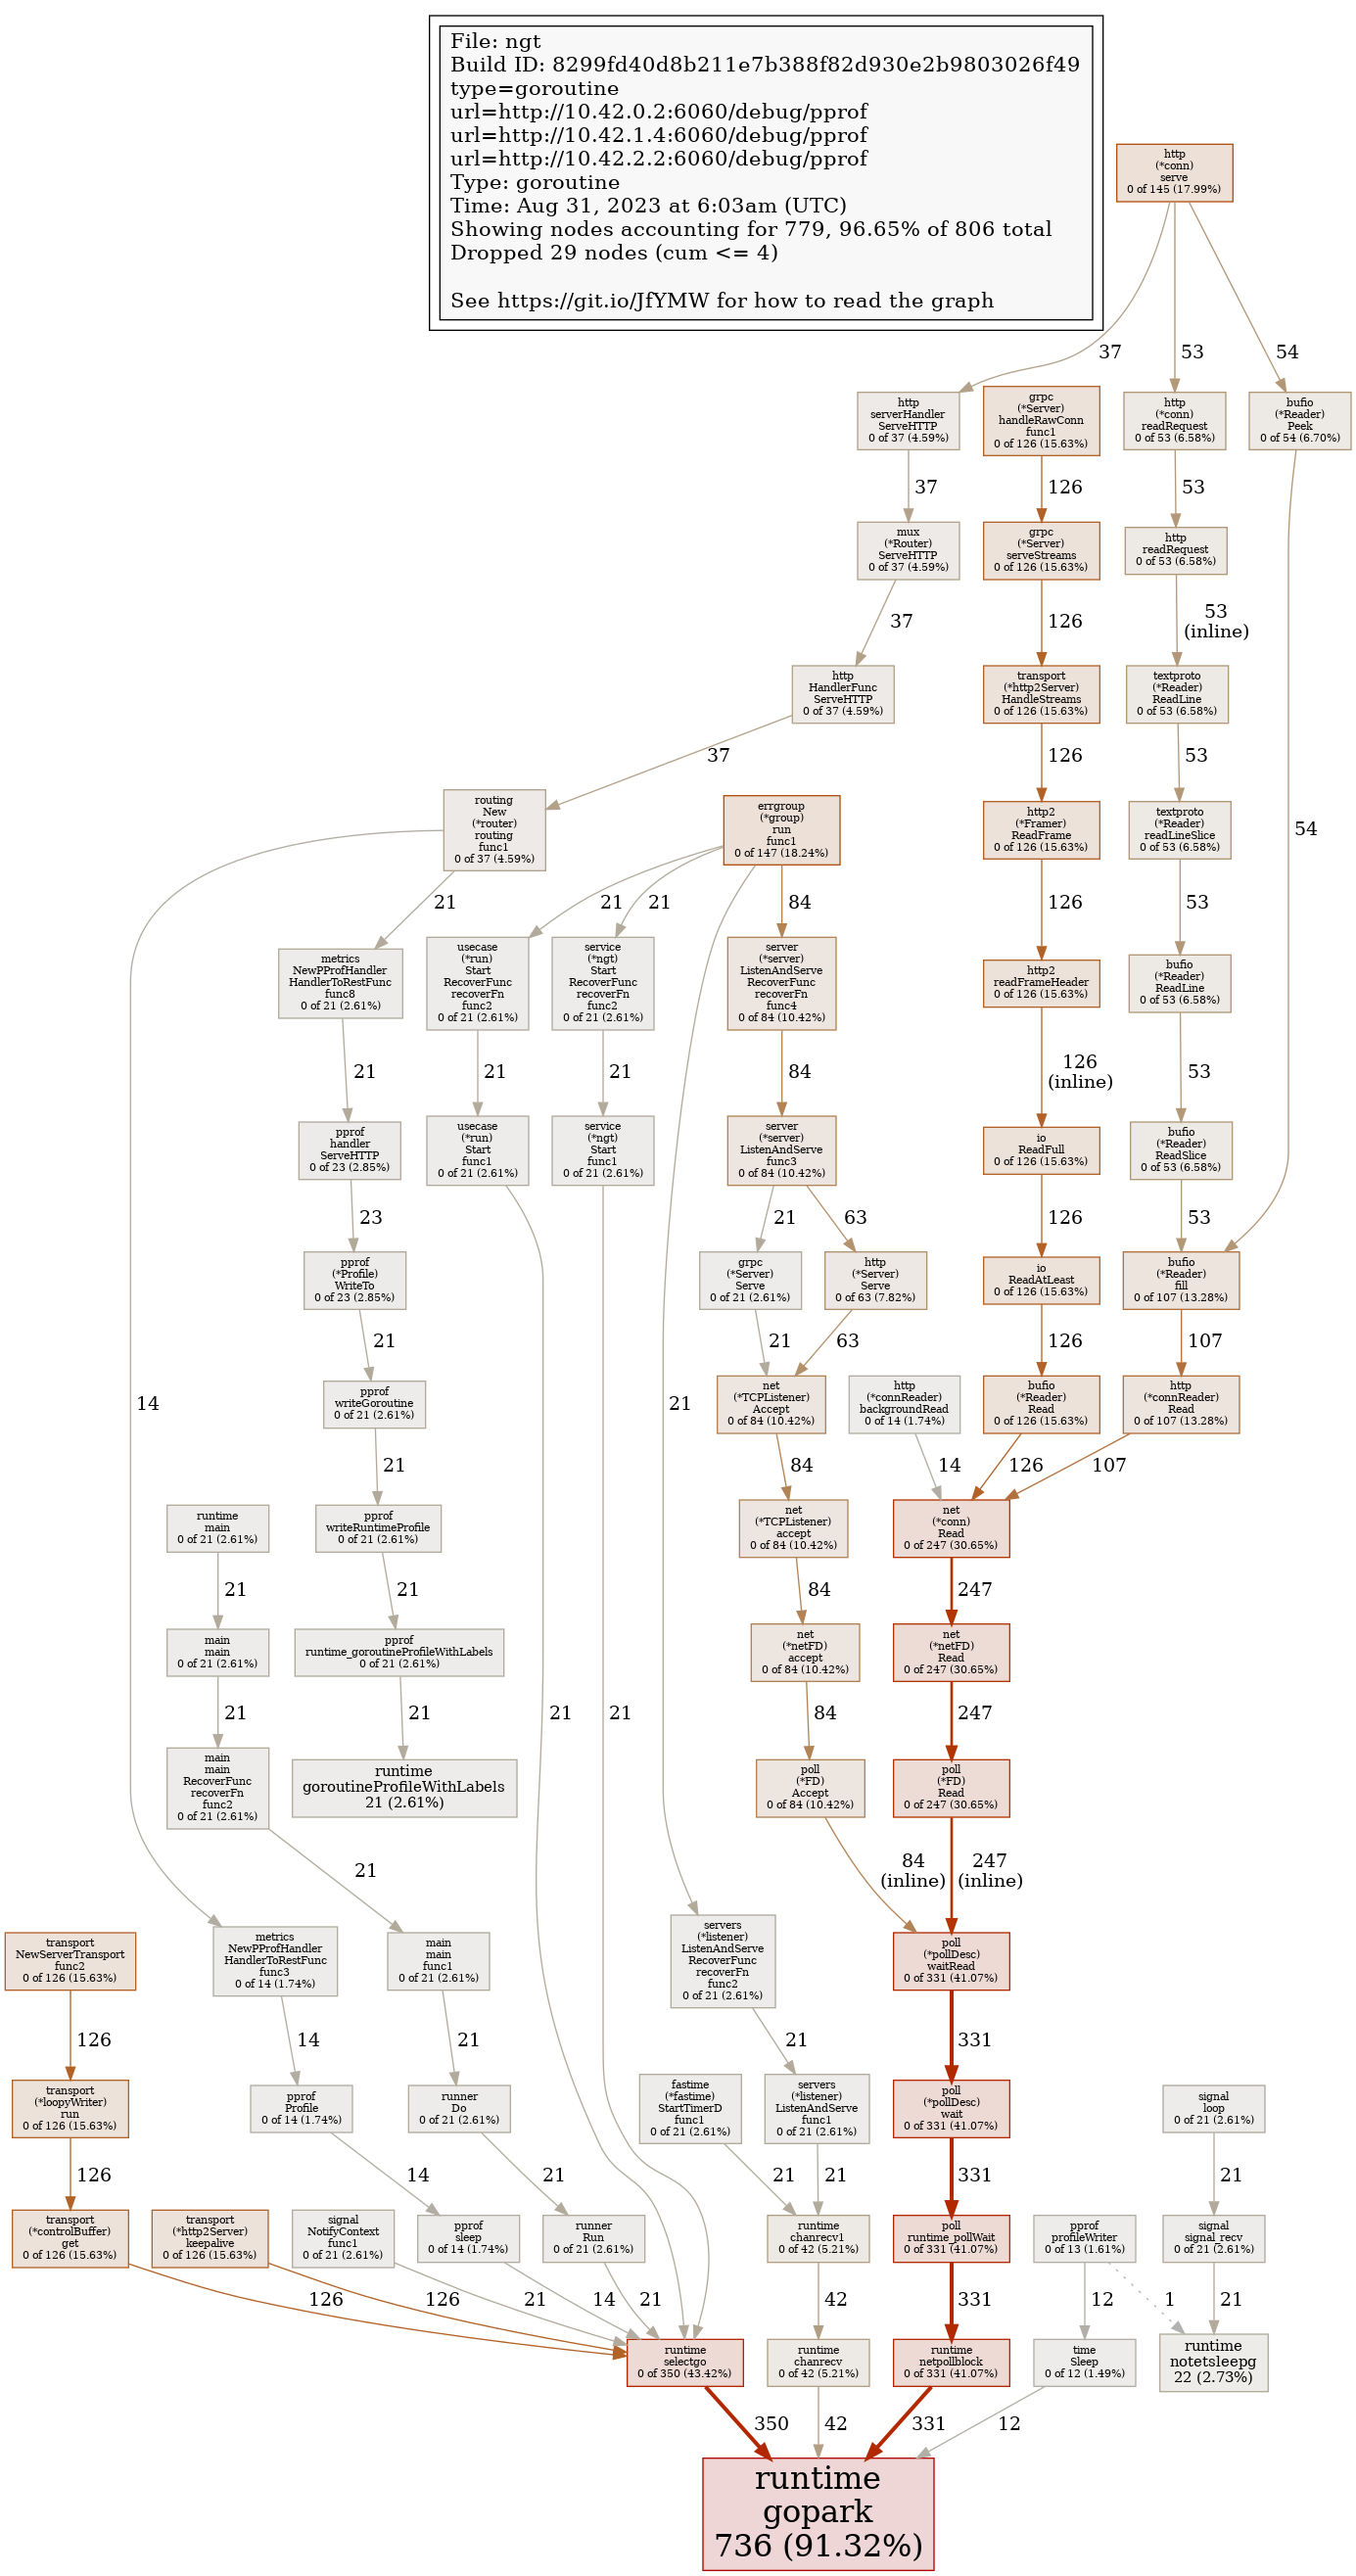 File: ngt
Build ID: 8299fd40d8b211e7b388f82d930e2b9803026f49
type=goroutine
url=http://10.42.0.2:6060/debug/pprof
url=http://10.42.1.4:6060/debug/pprof
url=http://10.42.2.2:6060/debug/pprof
Type: goroutine
Time: Aug 31, 2023 at 6:03am (UTC)
Showing nodes accounting for 779, 96.65% of 806 total
Dropped 29 nodes (cum <= 4)
See https://git.io/JfYMW for how to read the graph
http
(*conn)
serve
0 of 145 (17.99%)
37
53
54
http
serverHandler
ServeHTTP
0 of 37 (4.59%)
grpc
(*Server)
handleRawConn
func1
0 of 126 (15.63%)
http
(*conn)
readRequest
0 of 53 (6.58%)
bufio
(*Reader)
Peek
0 of 54 (6.70%)
37
126
53
mux
(*Router)
ServeHTTP
0 of 37 (4.59%)
grpc
(*Server)
serveStreams
0 of 126 (15.63%)
http
readRequest
0 of 53 (6.58%)
37
126
53
(inline)
http
HandlerFunc
ServeHTTP
0 of 37 (4.59%)
transport
(*http2Server)
HandleStreams
0 of 126 (15.63%)
textproto
(*Reader)
ReadLine
0 of 53 (6.58%)
37
126
53
routing
New
(*router)
routing
func1
0 of 37 (4.59%)
errgroup
(*group)
run
func1
0 of 147 (18.24%)
http2
(*Framer)
ReadFrame
0 of 126 (15.63%)
textproto
(*Reader)
readLineSlice
0 of 53 (6.58%)
54
21
21
21
84
126
53
metrics
NewPProfHandler
HandlerToRestFunc
func8
0 of 21 (2.61%)
usecase
(*run)
Start
RecoverFunc
recoverFn
func2
0 of 21 (2.61%)
service
(*ngt)
Start
RecoverFunc
recoverFn
func2
0 of 21 (2.61%)
server
(*server)
ListenAndServe
RecoverFunc
recoverFn
func4
0 of 84 (10.42%)
http2
readFrameHeader
0 of 126 (15.63%)
bufio
(*Reader)
ReadLine
0 of 53 (6.58%)
21
21
21
84
126
(inline)
53
pprof
handler
ServeHTTP
0 of 23 (2.85%)
usecase
(*run)
Start
func1
0 of 21 (2.61%)
service
(*ngt)
Start
func1
0 of 21 (2.61%)
server
(*server)
ListenAndServe
func3
0 of 84 (10.42%)
io
ReadFull
0 of 126 (15.63%)
bufio
(*Reader)
ReadSlice
0 of 53 (6.58%)
23
21
63
126
53
pprof
(*Profile)
WriteTo
0 of 23 (2.85%)
grpc
(*Server)
Serve
0 of 21 (2.61%)
http
(*Server)
Serve
0 of 63 (7.82%)
io
ReadAtLeast
0 of 126 (15.63%)
bufio
(*Reader)
fill
0 of 107 (13.28%)
21
21
63
126
107
pprof
writeGoroutine
0 of 21 (2.61%)
14
21
net
(*TCPListener)
Accept
0 of 84 (10.42%)
http
(*connReader)
backgroundRead
0 of 14 (1.74%)
bufio
(*Reader)
Read
0 of 126 (15.63%)
http
(*connReader)
Read
0 of 107 (13.28%)
21
84
14
126
107
runtime
main
0 of 21 (2.61%)
pprof
writeRuntimeProfile
0 of 21 (2.61%)
net
(*TCPListener)
accept
0 of 84 (10.42%)
net
(*conn)
Read
0 of 247 (30.65%)
21
21
84
247
main
main
0 of 21 (2.61%)
pprof
runtime_goroutineProfileWithLabels
0 of 21 (2.61%)
net
(*netFD)
accept
0 of 84 (10.42%)
net
(*netFD)
Read
0 of 247 (30.65%)
21
21
21
21
84
247
main
main
RecoverFunc
recoverFn
func2
0 of 21 (2.61%)
runtime
goroutineProfileWithLabels
21 (2.61%)
poll
(*FD)
Accept
0 of 84 (10.42%)
poll
(*FD)
Read
0 of 247 (30.65%)
21
84
(inline)
247
(inline)
transport
NewServerTransport
func2
0 of 126 (15.63%)
metrics
NewPProfHandler
HandlerToRestFunc
func3
0 of 14 (1.74%)
main
main
func1
0 of 21 (2.61%)
servers
(*listener)
ListenAndServe
RecoverFunc
recoverFn
func2
0 of 21 (2.61%)
poll
(*pollDesc)
waitRead
0 of 331 (41.07%)
126
14
21
21
331
transport
(*loopyWriter)
run
0 of 126 (15.63%)
pprof
Profile
0 of 14 (1.74%)
runner
Do
0 of 21 (2.61%)
fastime
(*fastime)
StartTimerD
func1
0 of 21 (2.61%)
servers
(*listener)
ListenAndServe
func1
0 of 21 (2.61%)
poll
(*pollDesc)
wait
0 of 331 (41.07%)
signal
loop
0 of 21 (2.61%)
126
14
21
21
21
331
21
transport
(*controlBuffer)
get
0 of 126 (15.63%)
transport
(*http2Server)
keepalive
0 of 126 (15.63%)
signal
NotifyContext
func1
0 of 21 (2.61%)
pprof
sleep
0 of 14 (1.74%)
runner
Run
0 of 21 (2.61%)
runtime
chanrecv1
0 of 42 (5.21%)
poll
runtime_pollWait
0 of 331 (41.07%)
pprof
profileWriter
0 of 13 (1.61%)
signal
signal_recv
0 of 21 (2.61%)
126
126
21
14
21
42
331
12
1
21
runtime
selectgo
0 of 350 (43.42%)
runtime
chanrecv
0 of 42 (5.21%)
runtime
netpollblock
0 of 331 (41.07%)
time
Sleep
0 of 12 (1.49%)
runtime
notetsleepg
22 (2.73%)
350
42
331
12
runtime
gopark
736 (91.32%)